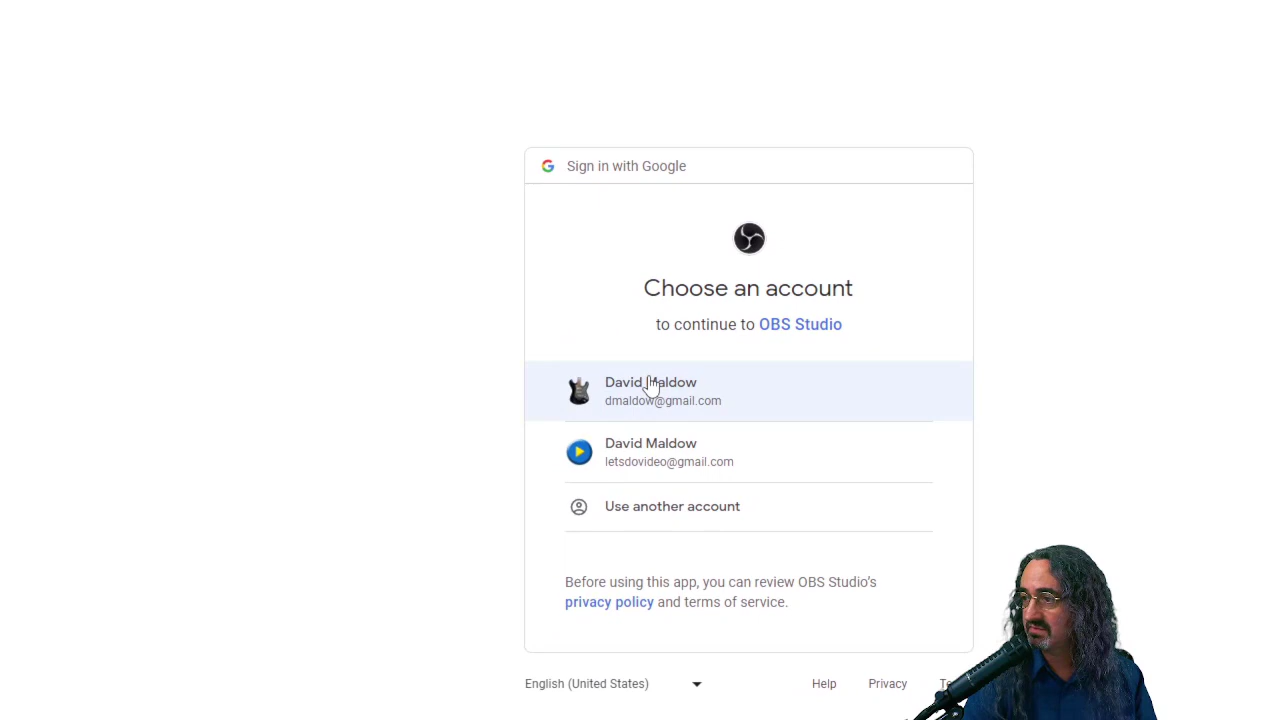 Sign in with Google
Choose an account
to continue to OBS Studio
David Maldow
dmaldow@gmail.com
David Maldow
letsdovideo@gmail.com
Use another account
Before using this app, you can review OBS Studio's
privacy policy and terms of service.
English (United States)
Help
Privacy